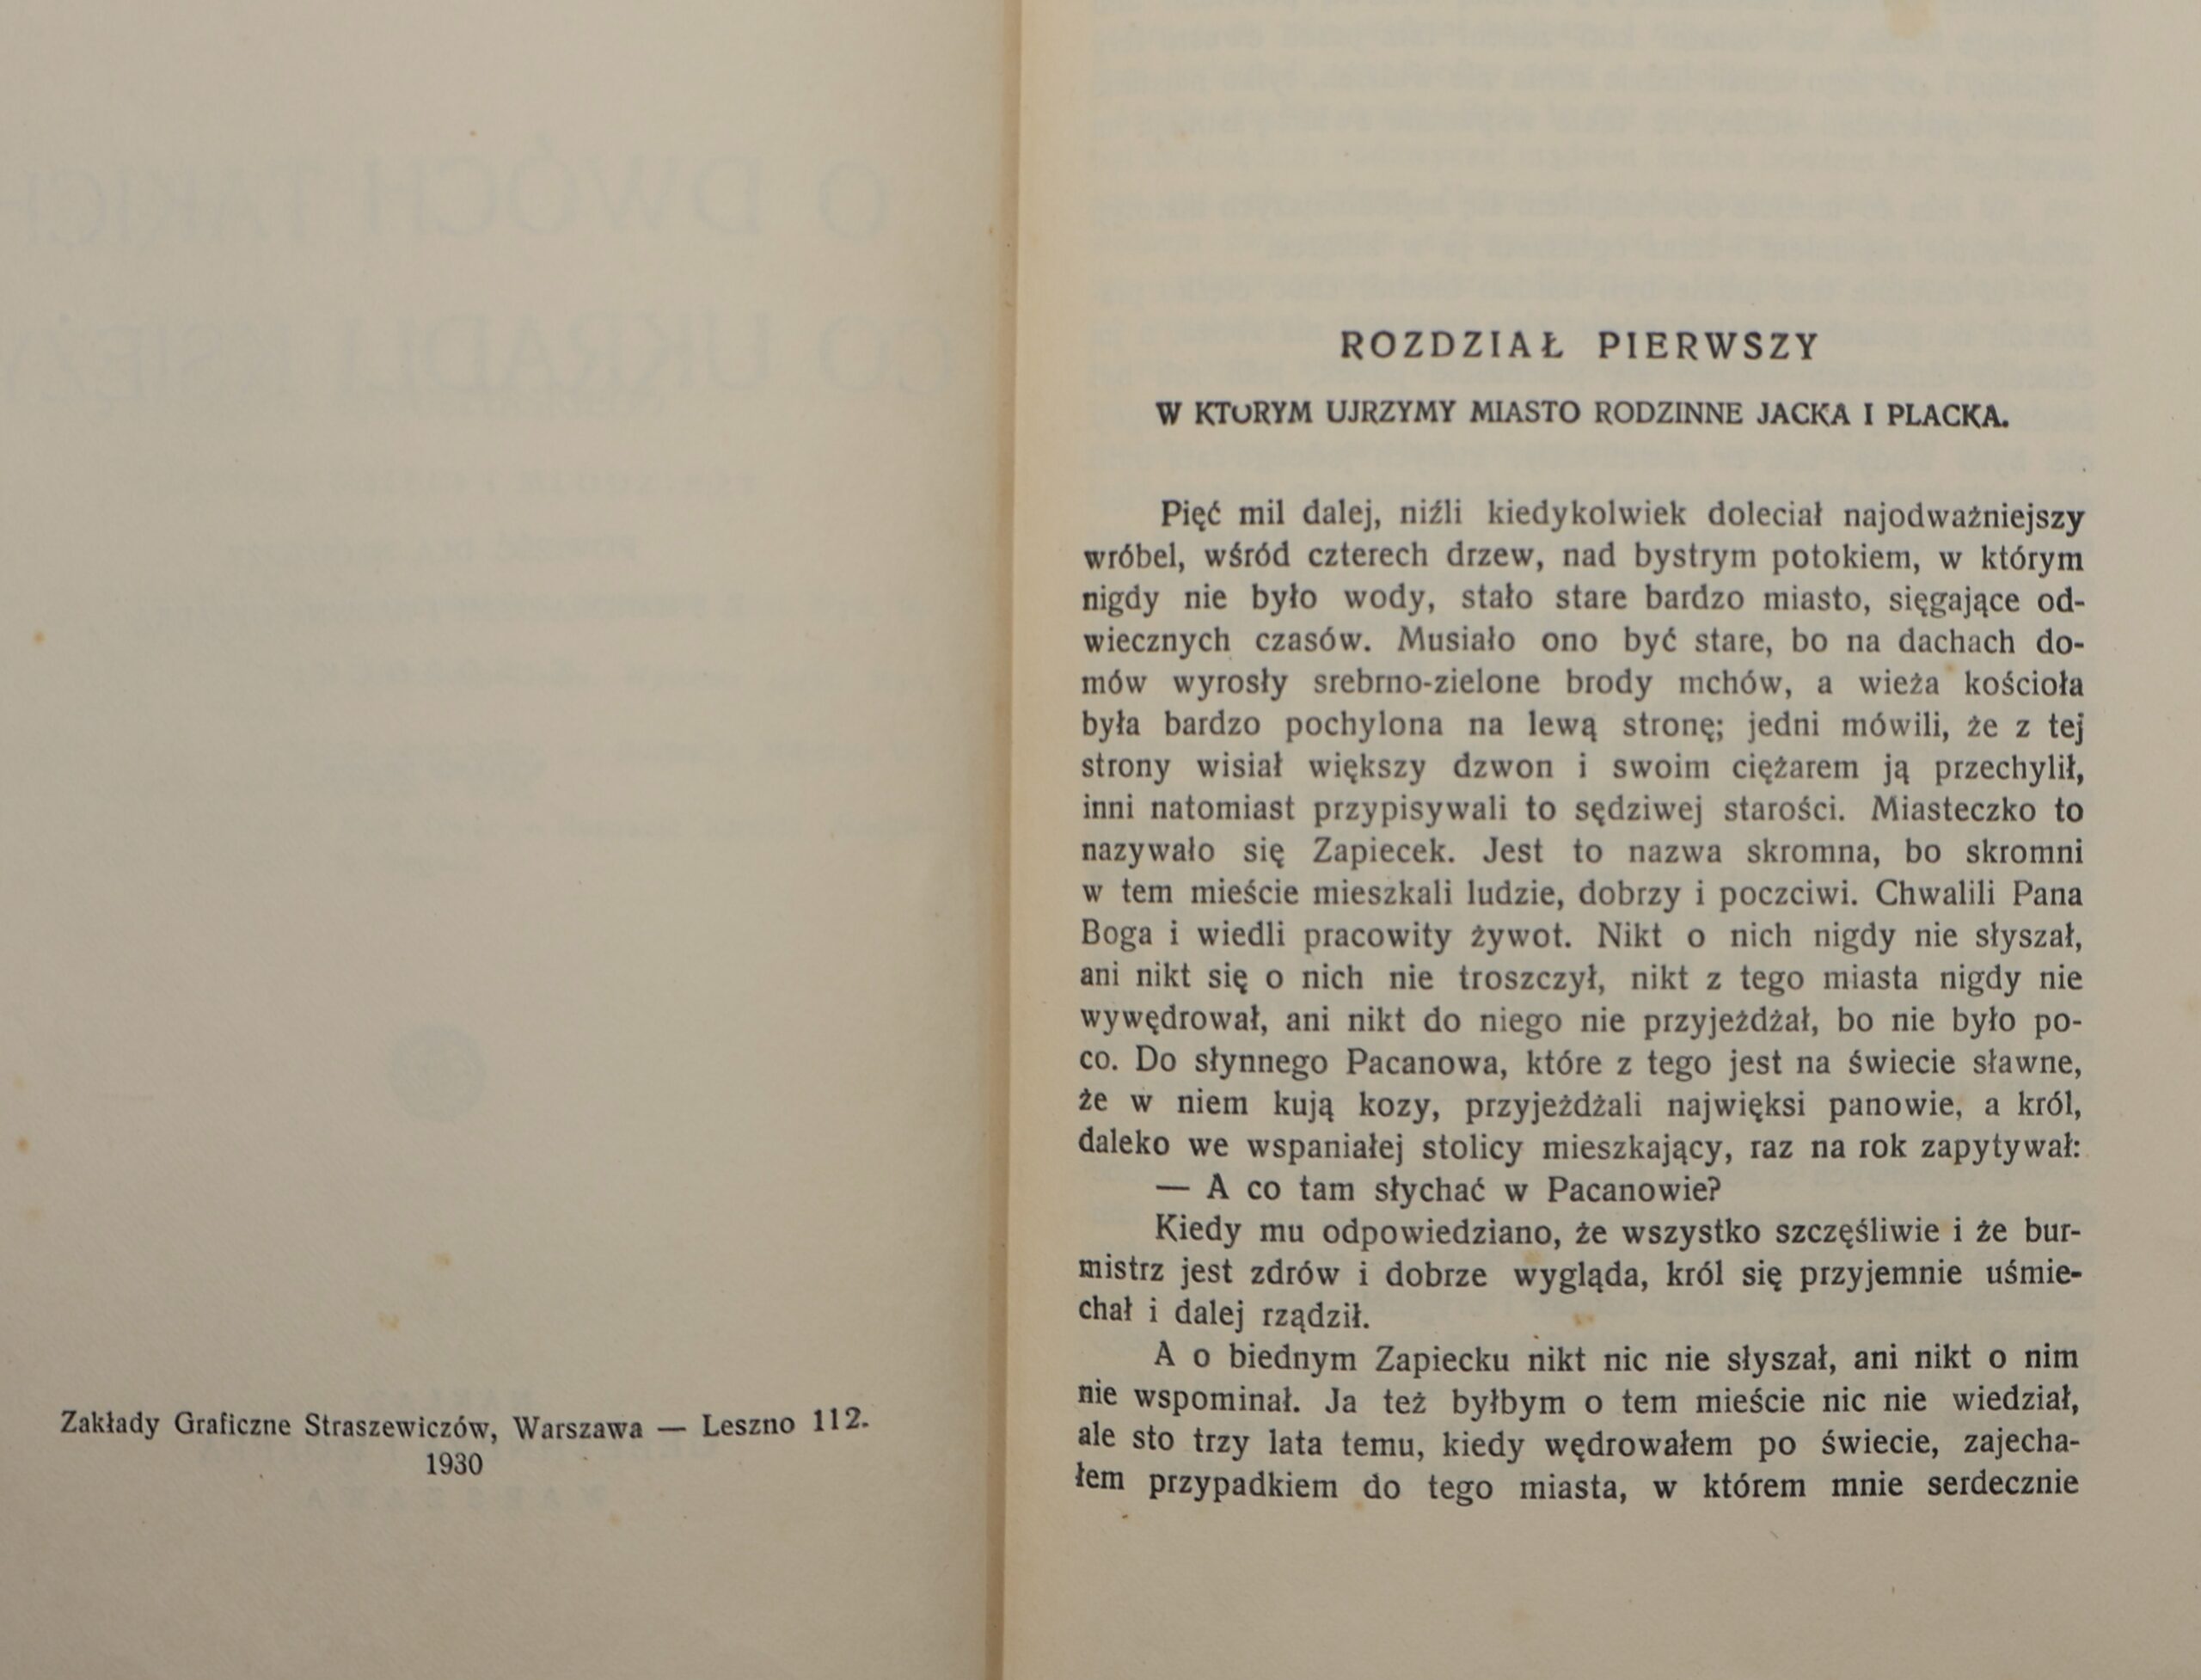 Zakłady Graficzne Straszewiczów, Warszawa — Leszno 112.
1930
ROZDZIAŁ PIERWSZY
W KTORYM UJRZYMY MIASTO RODZINNE JACKA I PLACKA.
Pięć mil dalej, niźli kiedykolwiek doleciał najodważniejszy
wróbel, wśród czterech drzew, nad bystrym potokiem, w którym
nigdy nie było wody, stało stare bardzo miasto, sięgające od-
wiecznych czasów. Musiało ono być stare, bo na dachach do-
mów wyrosły srebrno-zielone brody mchów, a wieża kościoła
była bardzo pochylona na lewą stronę; jedni mówili, że z tej
strony wisiał większy dzwon i swoim ciężarem ją przechylił,
inni natomiast przypisywali to sędziwej starości. Miasteczko to
nazywało się Zapiecek. Jest to nazwa skromna, bo skromni
w tem mieście mieszkali ludzie, dobrzy i poczciwi. Chwalili Pana
Boga i wiedli pracowity żywot. Nikt o nich nigdy nie słyszał,
ani nikt się o nich nie troszczył, nikt z tego miasta nigdy nie
wywędrował, ani nikt do niego nie przyjeżdżał, bo nie było po-
co. Do słynnego Pacanowa, które z tego jest na świecie sławne,
że w niem kują kozy, przyjeżdżali najwięksi panowie, a król,
daleko we wspaniałej stolicy mieszkający, raz na rok zapytywał:
— A co tam słychać w Pacanowie?
Kiedy mu odpowiedziano, że wszystko szczęśliwie i że bur-
mistrz jest zdrów i dobrze wygląda, król się przyjemnie uśmie-
chał i dalej rządził.
A o biednym Zapiecku nikt nic nie słyszał, ani nikt o nim
nie wspominał. Ja też byłbym o tem mieście nic nie wiedział,
ale sto trzy lata temu, kiedy wędrowałem po świecie, zajecha-
łem przypadkiem do tego miasta, w którem mnie serdecznie